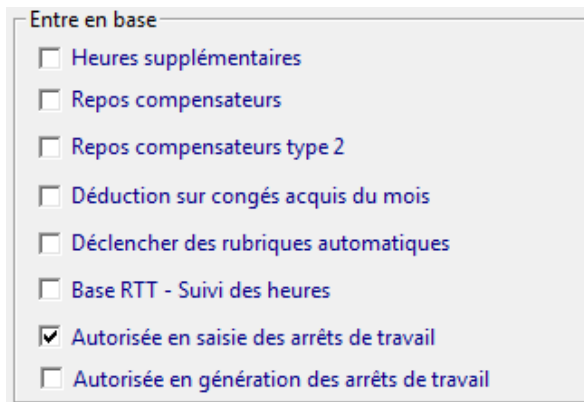 Entre en base
Heures supplémentaires
Repos compensateurs
Repos compensateurs type 2
Déduction sur congés acquis du mois
Déclencher des rubriques automatiques
Base RTT - Suivi des heures
Autorisée en saisie des arrêts de travail
Autorisée en génération des arrêts de travail